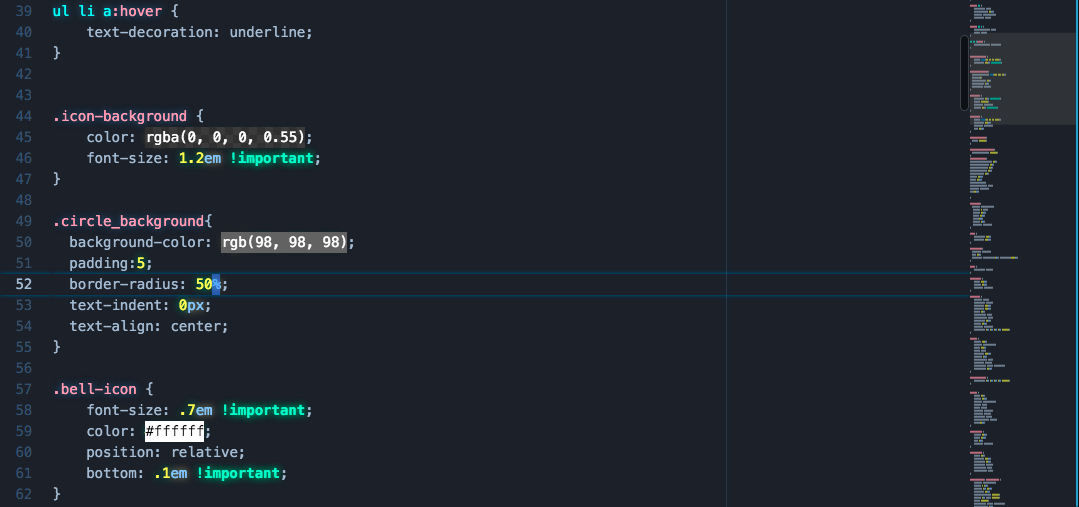 39 ul li a:hover {
40     text-decoration: underline;
41 }
42
43
44 .icon-background {
45     color: rgba(0, 0, 0, 0.55);
46     font-size: 1.2em !important;
47 }
48
49 .circle_background{
50   background-color: rgb(98, 98, 98);
51   padding:5;
52   border-radius: 50%;
53   text-indent: 0px;
54   text-align: center;
55 }
56
57 .bell-icon {
58     font-size: .7em !important;
59     color: #ffffff;
60     position: relative;
61     bottom: .1em !important;
62 }